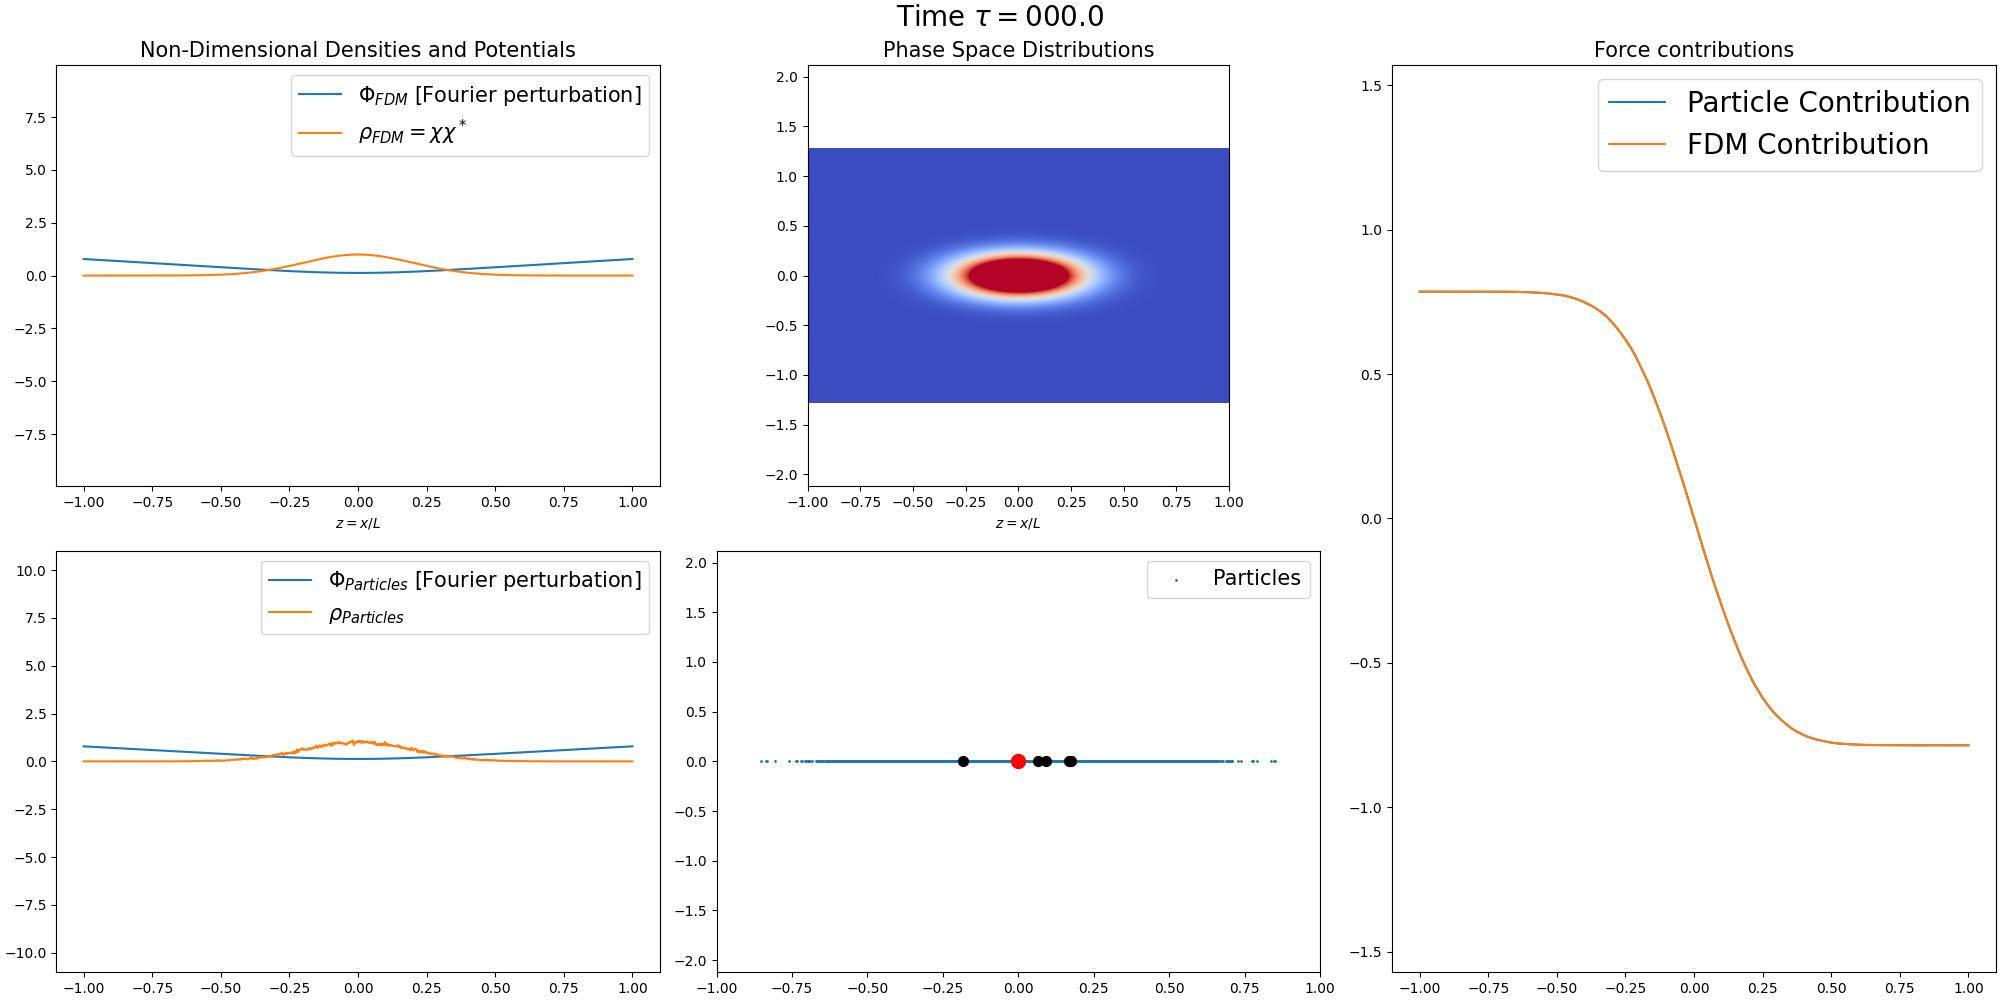 Time τ = 000.0
Non-Dimensional Densities and Potentials
Φ_FDM [Fourier perturbation]
ρ_FDM = χχ*
7.5
5.0
2.5
0.0
−2.5
−5.0
−7.5
−1.00 −0.75 −0.50 −0.25 0.00 0.25 0.50 0.75 1.00
z = x/L
Phase Space Distributions
2.0
1.5
1.0
0.5
0.0
−0.5
−1.0
−1.5
−2.0
−1.00 −0.75 −0.50 −0.25 0.00 0.25 0.50 0.75 1.00
z = x/L
Force contributions
Particle Contribution
FDM Contribution
1.5
1.0
0.5
0.0
−0.5
−1.0
−1.5
−1.00 −0.75 −0.50 −0.25 0.00 0.25 0.50 0.75 1.00
Φ_Particles [Fourier perturbation]
ρ_Particles
10.0
7.5
5.0
2.5
0.0
−2.5
−5.0
−7.5
−10.0
−1.00 −0.75 −0.50 −0.25 0.00 0.25 0.50 0.75 1.00
Particles
2.0
1.5
1.0
0.5
0.0
−0.5
−1.0
−1.5
−2.0
−1.00 −0.75 −0.50 −0.25 0.00 0.25 0.50 0.75 1.00